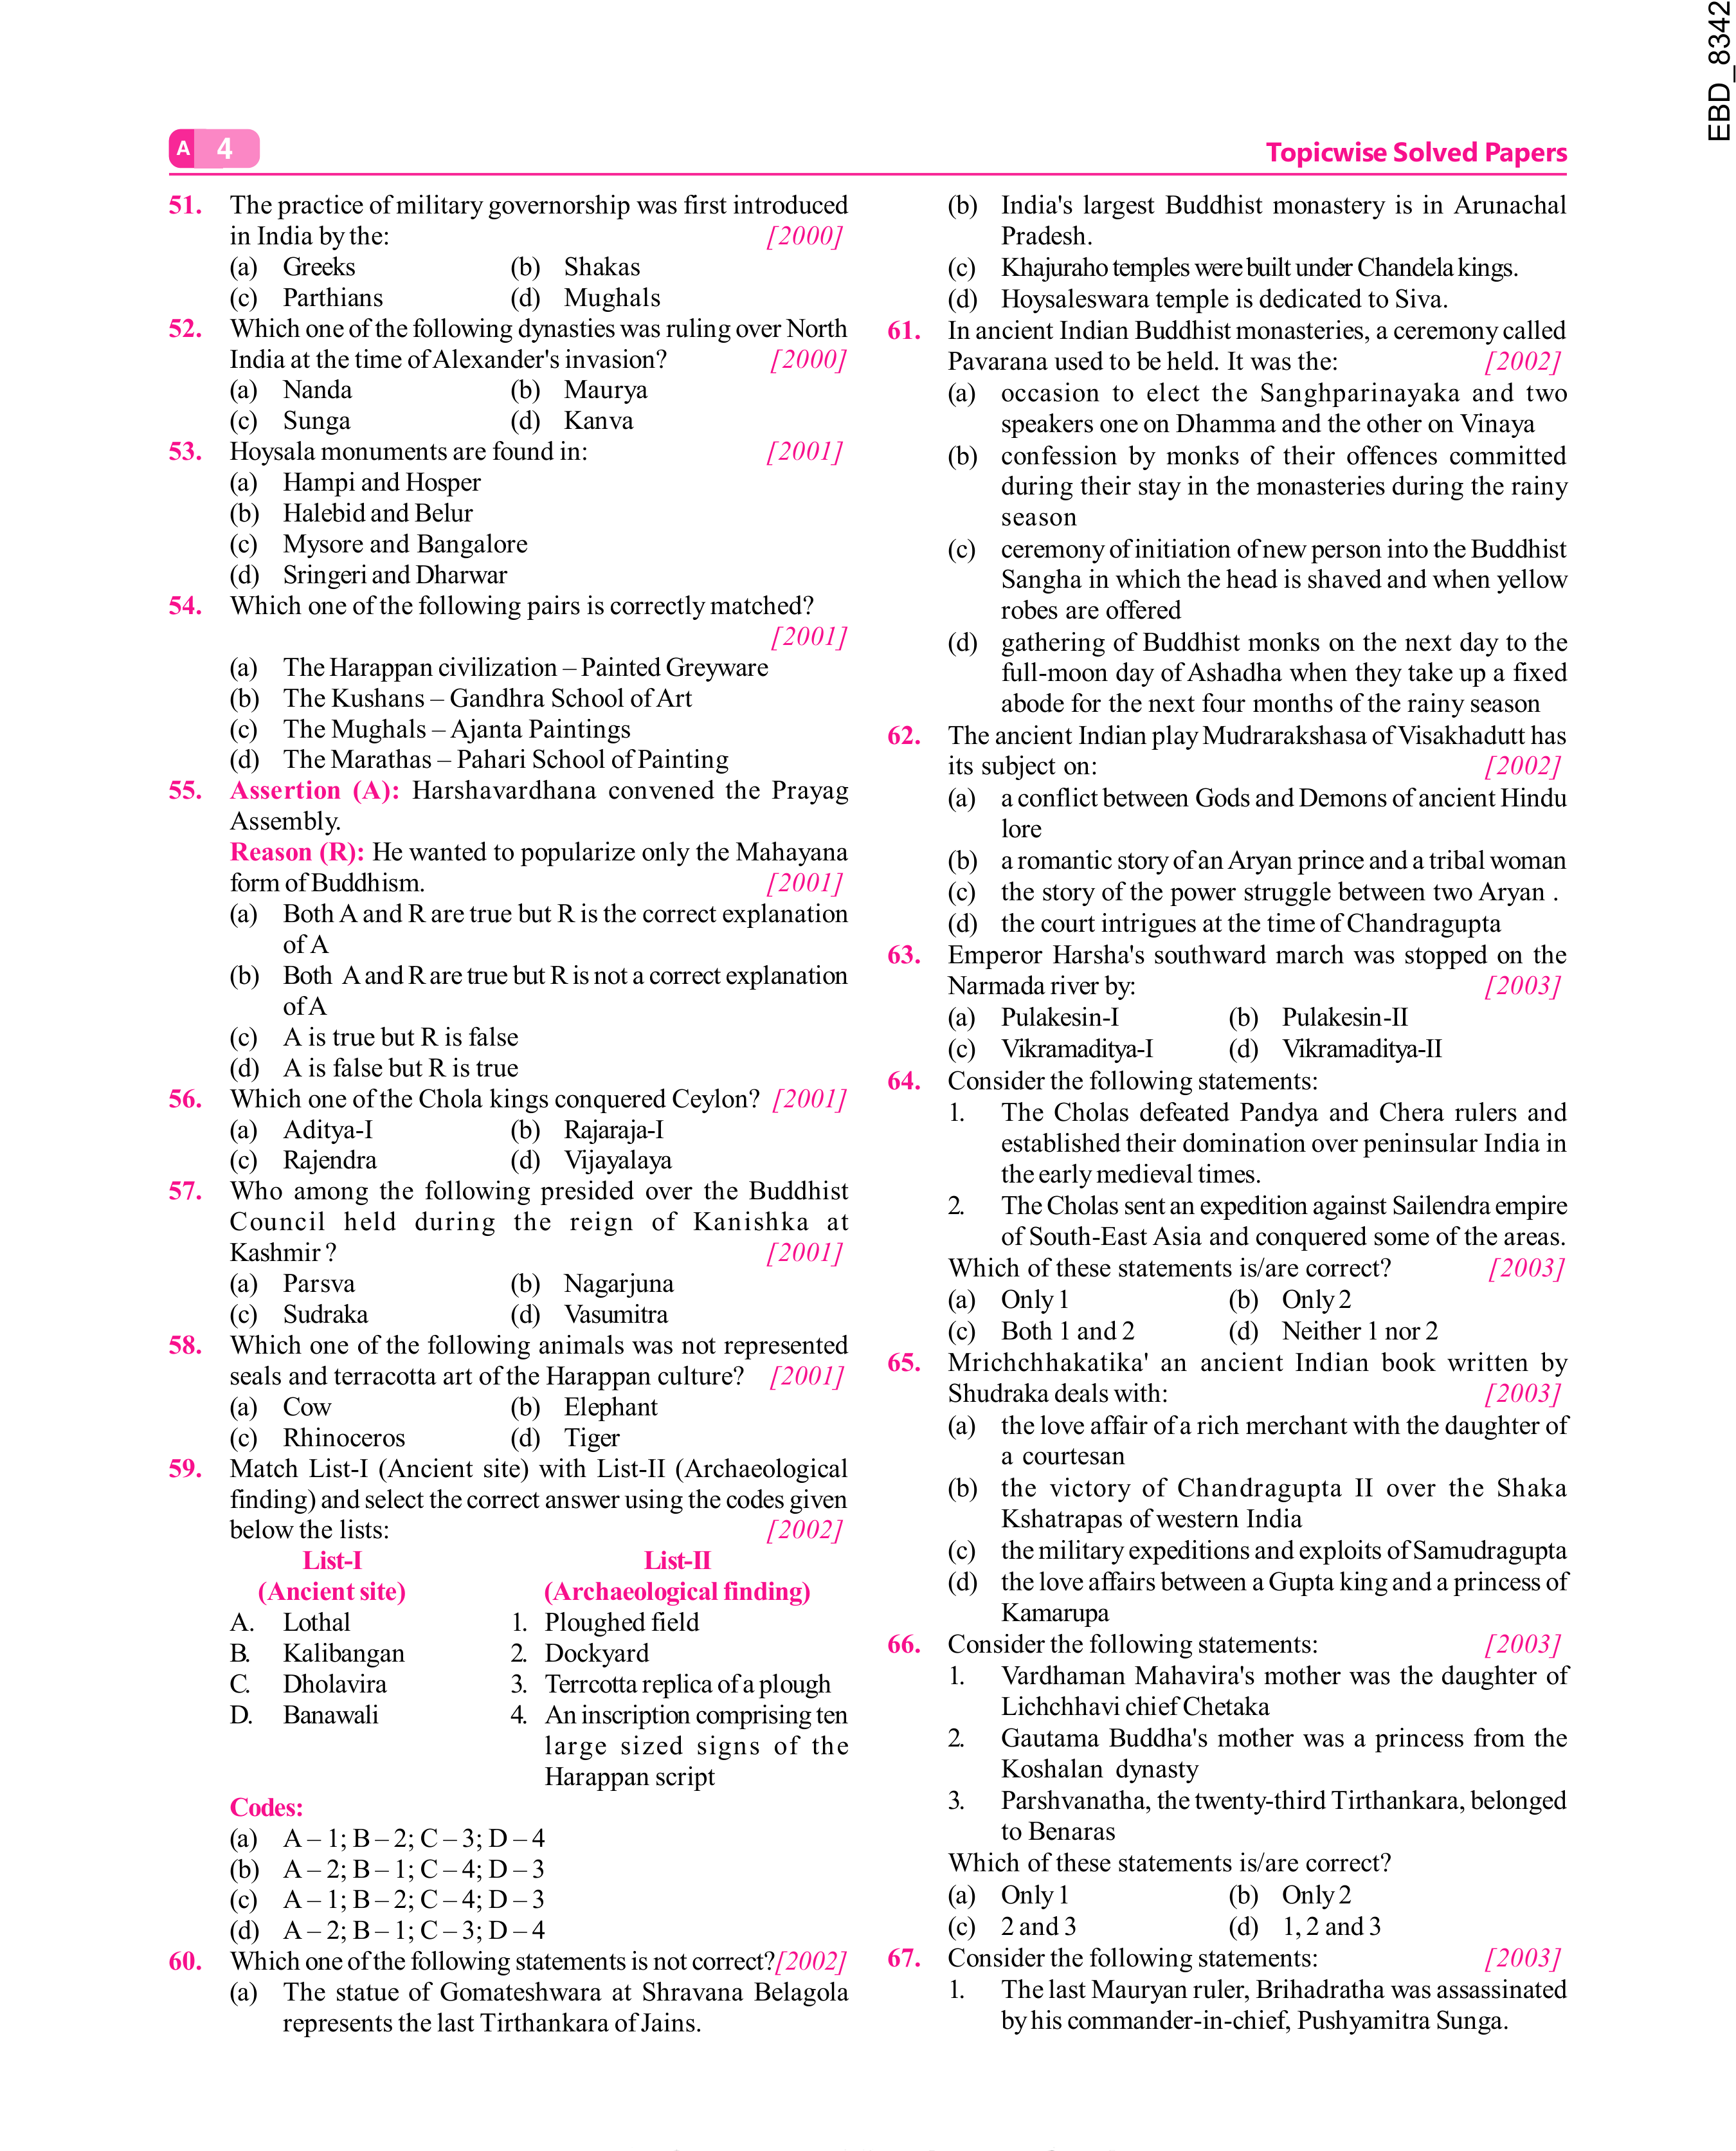 EBD_8342
A 4
Topicwise Solved Papers
51. The practice of military governorship was first introduced
in India by the: [2000]
(a) Greeks (b) Shakas
(c) Parthians (d) Mughals
52. Which one of the following dynasties was ruling over North
India at the time of Alexander's invasion? [2000]
(a) Nanda (b) Maurya
(c) Sunga (d) Kanva
53. Hoysala monuments are found in: [2001]
(a) Hampi and Hosper
(b) Halebid and Belur
(c) Mysore and Bangalore
(d) Sringeri and Dharwar
54. Which one of the following pairs is correctly matched?
[2001]
(a) The Harappan civilization – Painted Greyware
(b) The Kushans – Gandhra School of Art
(c) The Mughals – Ajanta Paintings
(d) The Marathas – Pahari School of Painting
55. Assertion (A): Harshavardhana convened the Prayag
Assembly.
Reason (R): He wanted to popularize only the Mahayana
form of Buddhism. [2001]
(a) Both A and R are true but R is the correct explanation
of A
(b) Both A and R are true but R is not a correct explanation
of A
(c) A is true but R is false
(d) A is false but R is true
56. Which one of the Chola kings conquered Ceylon? [2001]
(a) Aditya-I (b) Rajaraja-I
(c) Rajendra (d) Vijayalaya
57. Who among the following presided over the Buddhist
Council held during the reign of Kanishka at
Kashmir ? [2001]
(a) Parsva (b) Nagarjuna
(c) Sudraka (d) Vasumitra
58. Which one of the following animals was not represented
seals and terracotta art of the Harappan culture? [2001]
(a) Cow (b) Elephant
(c) Rhinoceros (d) Tiger
59. Match List-I (Ancient site) with List-II (Archaeological
finding) and select the correct answer using the codes given
below the lists: [2002]
List-I List-II
(Ancient site) (Archaeological finding)
A. Lothal 1. Ploughed field
B. Kalibangan 2. Dockyard
C. Dholavira 3. Terrcotta replica of a plough
D. Banawali 4. An inscription comprising ten
large sized signs of the
Harappan script
Codes:
(a) A – 1; B – 2; C – 3; D – 4
(b) A – 2; B – 1; C – 4; D – 3
(c) A – 1; B – 2; C – 4; D – 3
(d) A – 2; B – 1; C – 3; D – 4
60. Which one of the following statements is not correct?[2002]
(a) The statue of Gomateshwara at Shravana Belagola
represents the last Tirthankara of Jains.
(b) India's largest Buddhist monastery is in Arunachal
Pradesh.
(c) Khajuraho temples were built under Chandela kings.
(d) Hoysaleswara temple is dedicated to Siva.
61. In ancient Indian Buddhist monasteries, a ceremony called
Pavarana used to be held. It was the: [2002]
(a) occasion to elect the Sanghparinayaka and two
speakers one on Dhamma and the other on Vinaya
(b) confession by monks of their offences committed
during their stay in the monasteries during the rainy
season
(c) ceremony of initiation of new person into the Buddhist
Sangha in which the head is shaved and when yellow
robes are offered
(d) gathering of Buddhist monks on the next day to the
full-moon day of Ashadha when they take up a fixed
abode for the next four months of the rainy season
62. The ancient Indian play Mudrarakshasa of Visakhadutt has
its subject on: [2002]
(a) a conflict between Gods and Demons of ancient Hindu
lore
(b) a romantic story of an Aryan prince and a tribal woman
(c) the story of the power struggle between two Aryan .
(d) the court intrigues at the time of Chandragupta
63. Emperor Harsha's southward march was stopped on the
Narmada river by: [2003]
(a) Pulakesin-I (b) Pulakesin-II
(c) Vikramaditya-I (d) Vikramaditya-II
64. Consider the following statements:
1. The Cholas defeated Pandya and Chera rulers and
established their domination over peninsular India in
the early medieval times.
2. The Cholas sent an expedition against Sailendra empire
of South-East Asia and conquered some of the areas.
Which of these statements is/are correct? [2003]
(a) Only 1 (b) Only 2
(c) Both 1 and 2 (d) Neither 1 nor 2
65. Mrichchhakatika' an ancient Indian book written by
Shudraka deals with: [2003]
(a) the love affair of a rich merchant with the daughter of
a courtesan
(b) the victory of Chandragupta II over the Shaka
Kshatrapas of western India
(c) the military expeditions and exploits of Samudragupta
(d) the love affairs between a Gupta king and a princess of
Kamarupa
66. Consider the following statements: [2003]
1. Vardhaman Mahavira's mother was the daughter of
Lichchhavi chief Chetaka
2. Gautama Buddha's mother was a princess from the
Koshalan dynasty
3. Parshvanatha, the twenty-third Tirthankara, belonged
to Benaras
Which of these statements is/are correct?
(a) Only 1 (b) Only 2
(c) 2 and 3 (d) 1, 2 and 3
67. Consider the following statements: [2003]
1. The last Mauryan ruler, Brihadratha was assassinated
by his commander-in-chief, Pushyamitra Sunga.